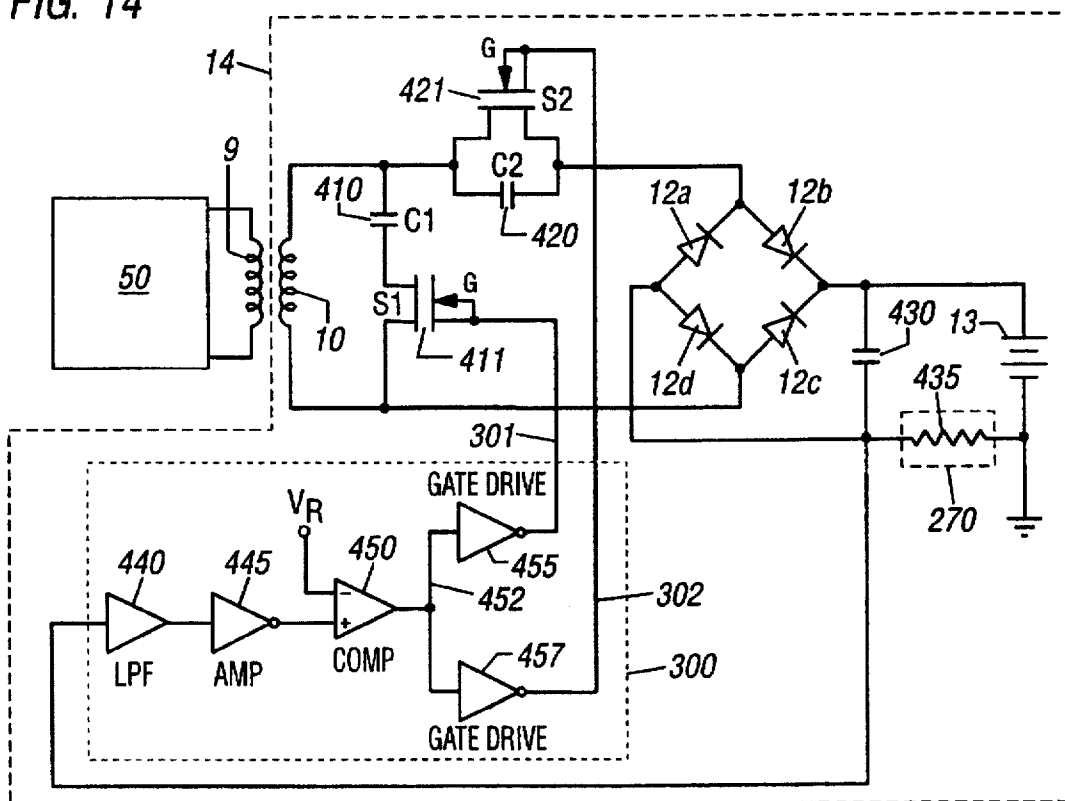 FIG. 14
14
G
421
S2
9
C2
410
C1
420
12a
12b
50
S1
G
10
411
12d
12c
430
13
435
301
270
GATE DRIVE
VR
440
445
450
455
452
302
LPF
AMP
COMP
457
300
GATE DRIVE